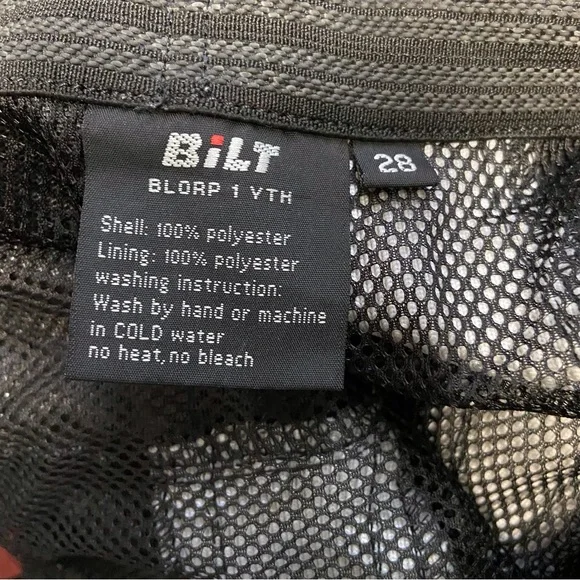 BiLT
BLORP 1 YTH
28
Shell: 100% polyester
Lining: 100% polyester
washing instruction:
Wash by hand or machine
in COLD water
no heat, no bleach